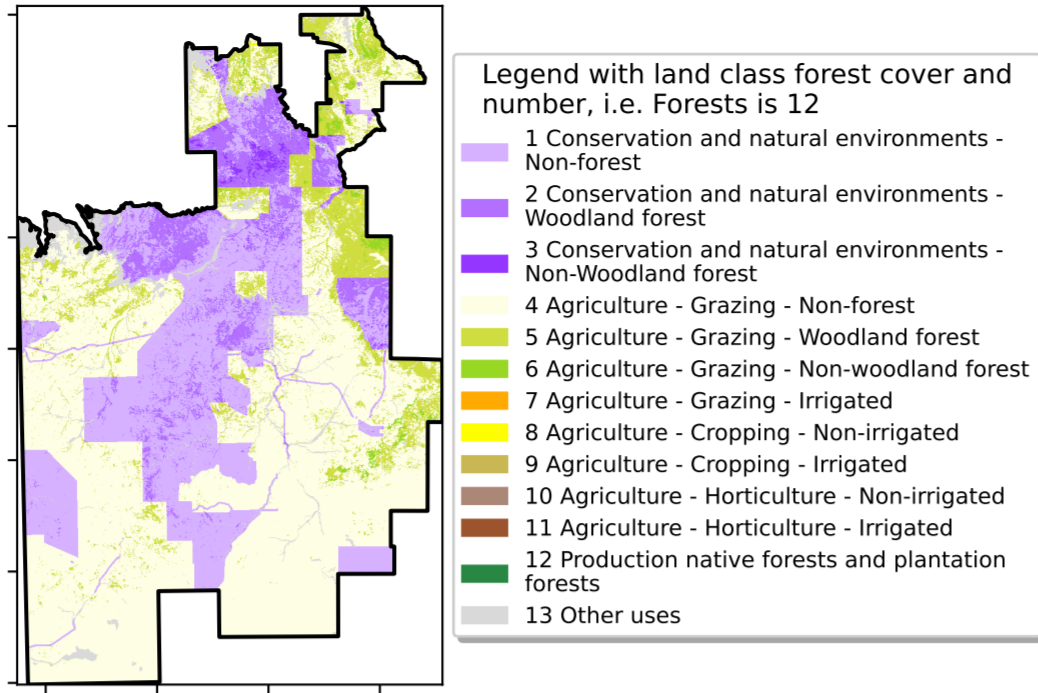 Legend with land class forest cover and
number, i.e. Forests is 12
1 Conservation and natural environments -
Non-forest
2 Conservation and natural environments -
Woodland forest
3 Conservation and natural environments -
Non-Woodland forest
4 Agriculture - Grazing - Non-forest
5 Agriculture - Grazing - Woodland forest
6 Agriculture - Grazing - Non-woodland forest
7 Agriculture - Grazing - Irrigated
8 Agriculture - Cropping - Non-irrigated
9 Agriculture - Cropping - Irrigated
10 Agriculture - Horticulture - Non-irrigated
11 Agriculture - Horticulture - Irrigated
12 Production native forests and plantation
forests
13 Other uses